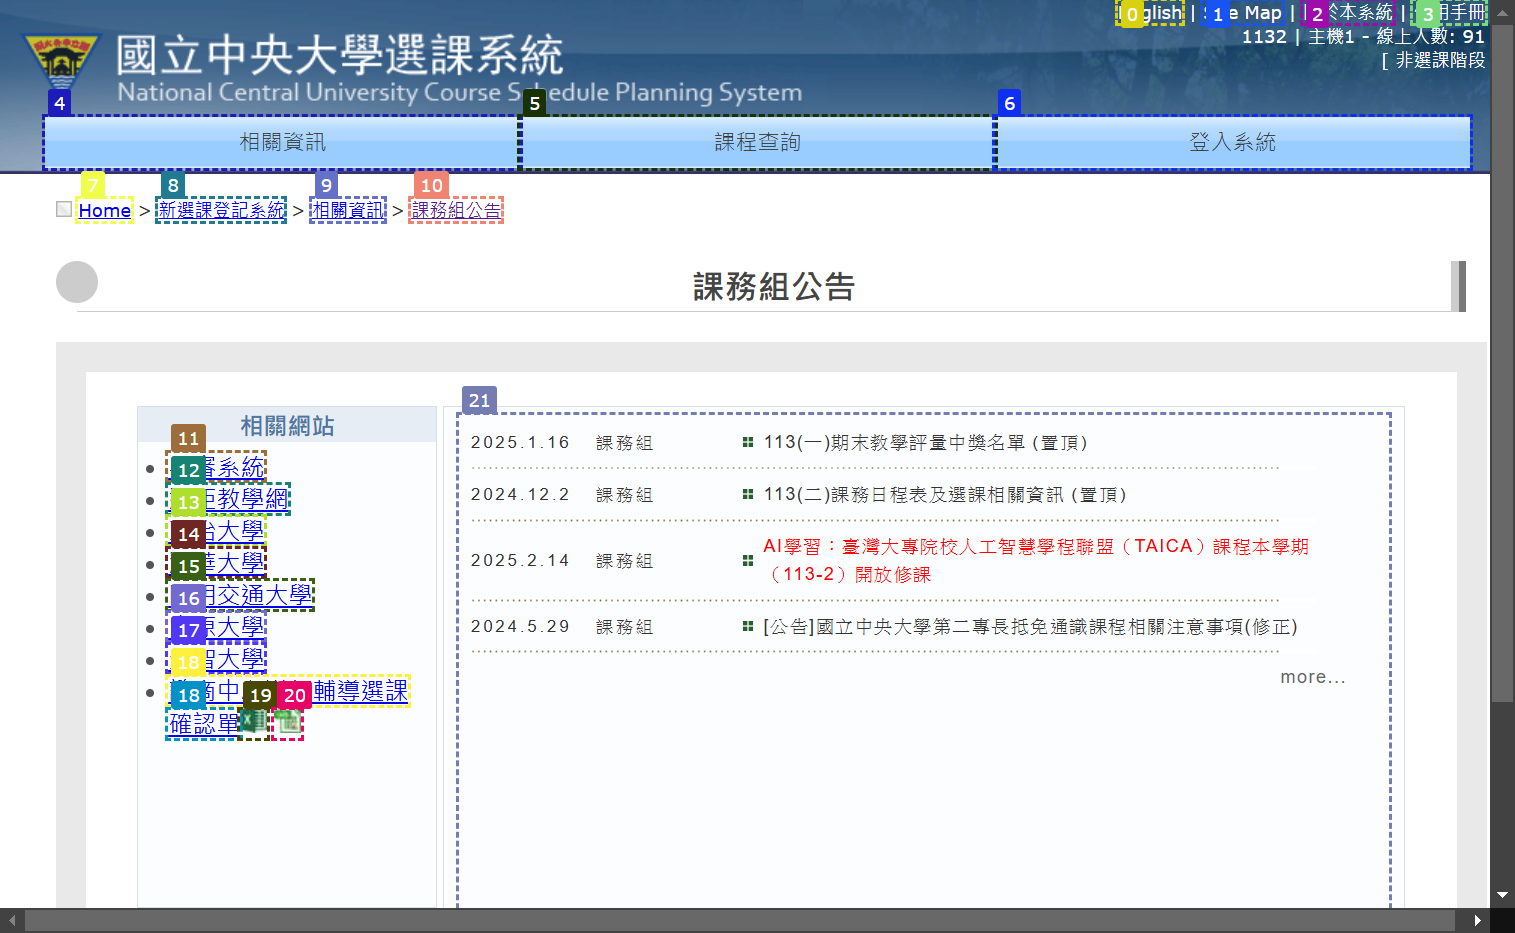 English | Site Map | 於本系統 | 用手冊
1132 | 主機1 - 線上人數: 91
[ 非選課階段
國立中央大學選課系統
National Central University Course Schedule Planning System
0
1
2
3
4
5
6
相關資訊
課程查詢
登入系統
7
8
9
10
Home > 新選課登記系統 > 相關資訊 > 課務組公告
課務組公告
相關網站
11
審系統
12
教學網
13
大學
14
大學
15
交通大學
16
大學
17
大學
18
輔導選課
18
確認單
19
20
21
2025.1.16 課務組 113(一)期末教學評量中獎名單 (置頂)
2024.12.2 課務組 113(二)課務日程表及選課相關資訊 (置頂)
2025.2.14 課務組 AI學習：臺灣大專院校人工智慧學程聯盟（TAICA）課程本學期
（113-2）開放修課
2024.5.29 課務組 [公告]國立中央大學第二專長抵免通識課程相關注意事項(修正)
more...